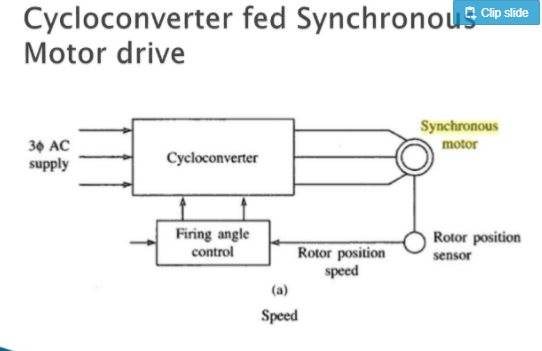 Cycloconverter fed Synchronous
Motor drive
Clip slide
Synchronous
motor
3ϕ AC
supply
Cycloconverter
Firing angle
control
Rotor position
speed
Rotor position
sensor
(a)
Speed